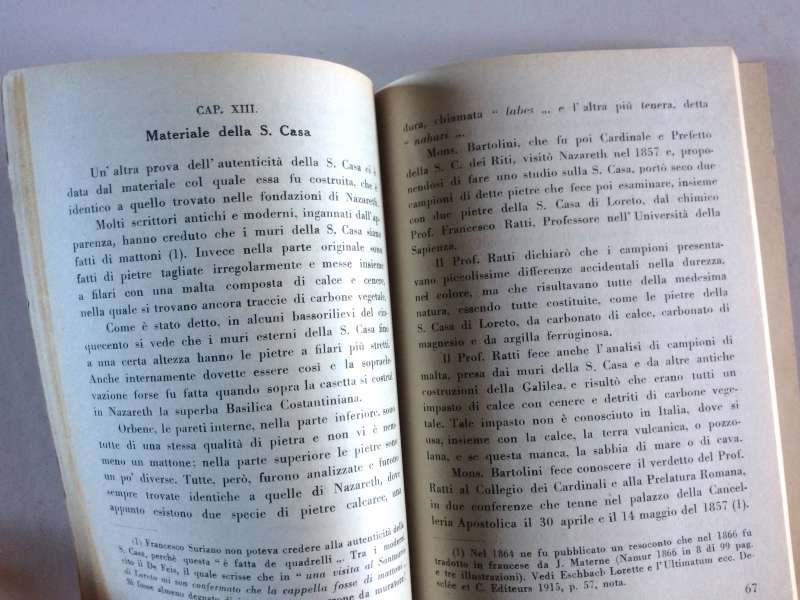 CAP. XIII.
Materiale della S. Casa
Un'altra prova dell'autenticità della S. Casa ci è
data dal materiale col quale essa fu costruita, che è
identico a quello trovato nelle fondazioni di Nazareth.
Molti scrittori antichi e moderni, ingannati dall'ap-
parenza, hanno creduto che i muri della S. Casa siano
fatti di mattoni (1). Invece nella parte originale sono
fatti di pietre tagliate irregolarmente e messe insieme
a filari con una malta composta di calce e cenere,
nella quale si trovano ancora traccie di carbone vegetale.
Come è stato detto, in alcuni bassorilievi del cin-
quecento si vede che i muri esterni della S. Casa fino
a una certa altezza hanno le pietre a filari più stretti.
Anche internamente dovette essere così e la sopraele-
vazione forse fu fatta quando sopra la casetta si costruì
in Nazareth la superba Basilica Costautiniana.
Orbene, le pareti interne, nella parte inferiore, sono
tutte di una stessa qualità di pietra e non vi è nem-
meno un mattone; nella parte superiore le pietre sono
un po' diverse. Tutte, però, furono analizzate e furono
sempre trovate identiche a quelle di Nazareth, dove
appunto esistono due specie di pietre calcaree, una
(1) Francesco Suriano non poteva credere alla autenticità della
S. Casa, perchè questa "è fatta de quadrelli „. Tra i moderni,
cito il De Feis, il quale scrisse che in "una visita al Santuario
di Loreto mi son confermato che la cappella fosse di mattoni „.
Si fosse almeno degnato di
dura, chiamata " labes „ e l'altra più tenera, detta
" nahari „.
Mons. Bartolini, che fu poi Cardinale e Prefetto
della S. C. dei Riti, visitò Nazareth nel 1857 e, propo-
nendosi di fare uno studio sulla S. Casa, portò seco due
campioni di dette pietre che fece poi esaminare, insieme
con due pietre della S. Casa di Loreto, dal chimico
Prof. Francesco Ratti, Professore nell'Università della
Sapienza.
Il Prof. Ratti dichiarò che i campioni presenta-
vano piccolissime differenze accidentali nella durezza,
nel colore, ma che risultavano tutte della medesima
natura, essendo tutte costituite, come le pietre della
S. Casa di Loreto, da carbonato di calce, carbonato di
magnesio e da argilla ferruginosa.
Il Prof. Ratti fece anche l'analisi di campioni di
malta, presa dai muri della S. Casa e da altre antiche
costruzioni della Galilea, e risultò che erano tutti un
impasto di calce con cenere e detriti di carbone vege-
tale. Tale impasto non è conosciuto in Italia, dove si
usa, insieme con la calce, la terra vulcanica, o pozzo-
lana, e se questa manca, la sabbia di mare o di cava.
Mons. Bartolini fece conoscere il verdetto del Prof.
Ratti al Collegio dei Cardinali e alla Prelatura Romana,
in due conferenze che tenne nel palazzo della Cancel-
leria Apostolica il 30 aprile e il 14 maggio del 1857 (1).
(1) Nel 1864 ne fu pubblicato un resoconto che nel 1866 fu
tradotto in francese da J. Materne (Namur 1866 in 8 di 99 pag.
e tre illustrazioni). Vedi Eschbach Lorette e l'Ultimatum ecc. De-
sclée et C. Editeurs 1915, p. 57, nota.
67